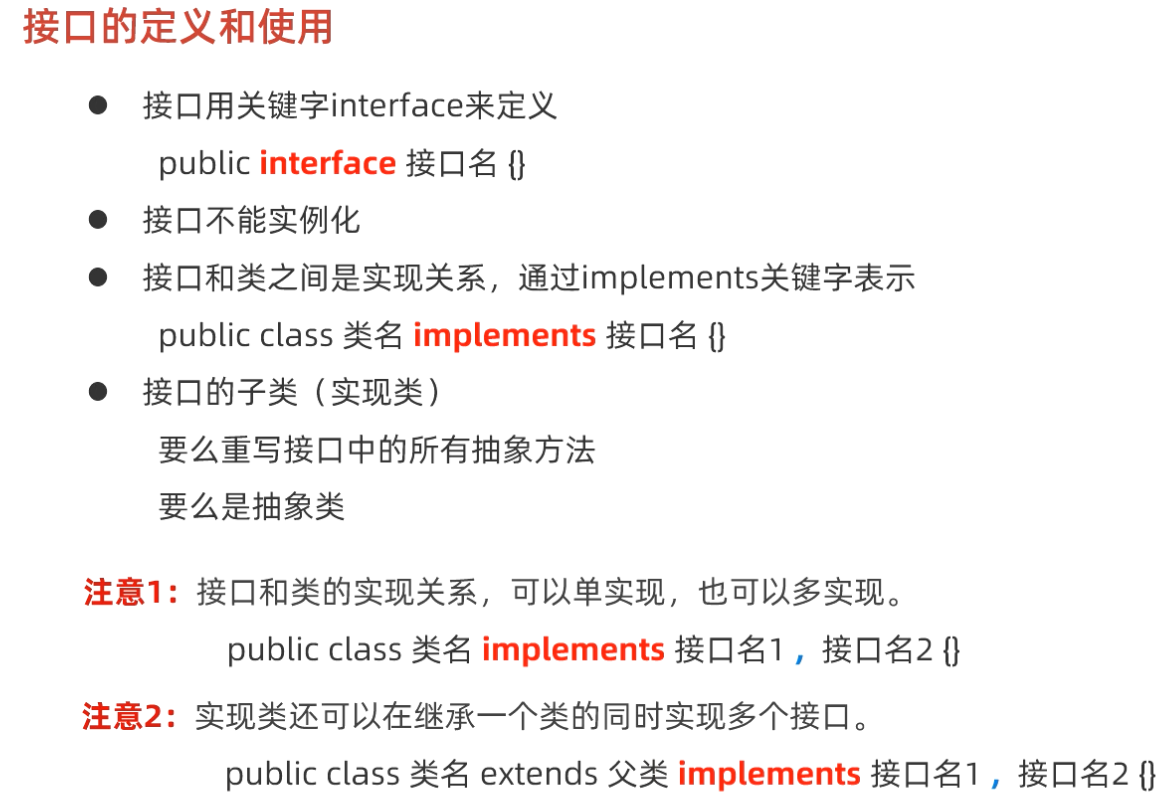 接口的定义和使用
● 接口用关键字interface来定义
public interface 接口名 {}
● 接口不能实例化
● 接口和类之间是实现关系，通过implements关键字表示
public class 类名 implements 接口名 {}
● 接口的子类（实现类）
要么重写接口中的所有抽象方法
要么是抽象类
注意1：接口和类的实现关系，可以单实现，也可以多实现。
public class 类名 implements 接口名1 ，接口名2 {}
注意2：实现类还可以在继承一个类的同时实现多个接口。
public class 类名 extends 父类 implements 接口名1 ，接口名2 {}